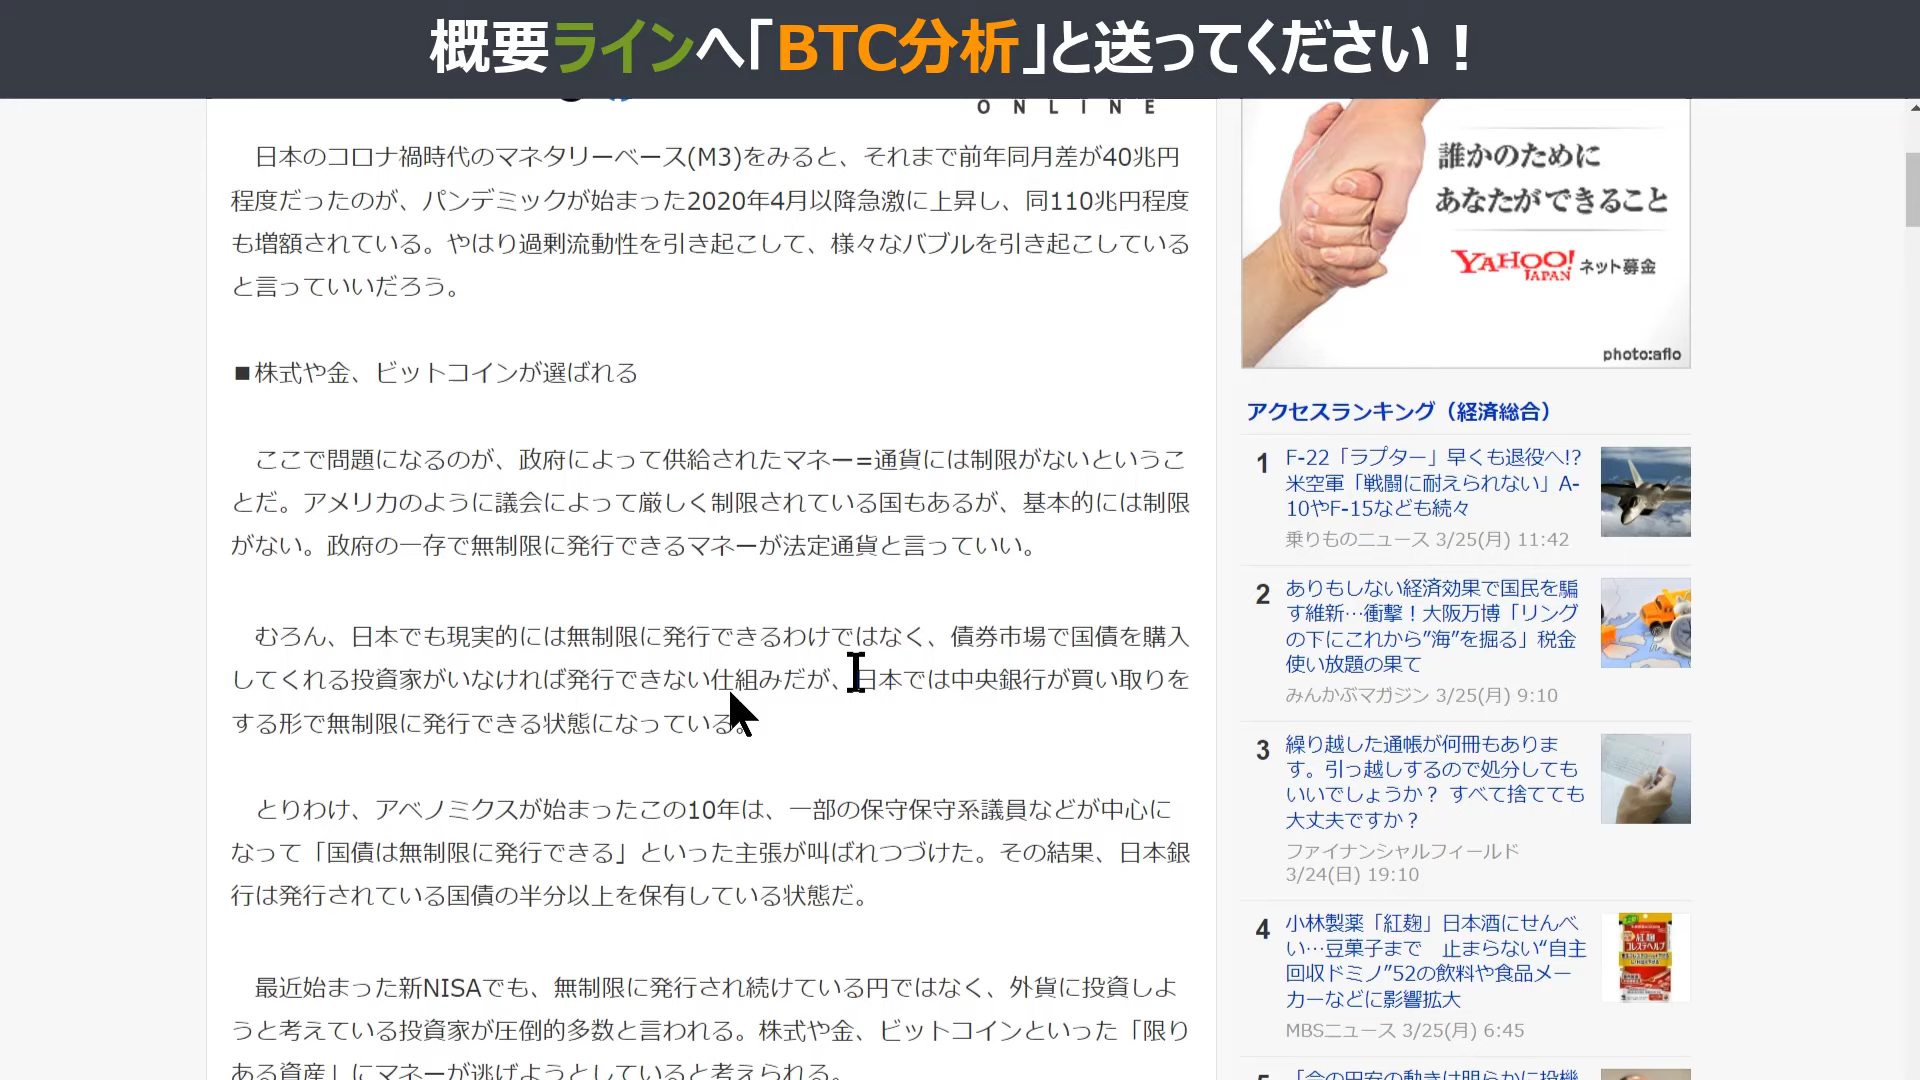 概要ラインへ「BTC分析」と送ってください！
ONLINE
日本のコロナ禍時代のマネタリーベース(M3)をみると、それまで前年同月差が40兆円
程度だったのが、パンデミックが始まった2020年4月以降急激に上昇し、同110兆円程度
も増額されている。やはり過剰流動性を引き起こして、様々なバブルを引き起こしている
と言っていいだろう。
■株式や金、ビットコインが選ばれる
ここで問題になるのが、政府によって供給されたマネー=通貨には制限がないというこ
とだ。アメリカのように議会によって厳しく制限されている国もあるが、基本的には制限
がない。政府の一存で無制限に発行できるマネーが法定通貨と言っていい。
むろん、日本でも現実的には無制限に発行できるわけではなく、債券市場で国債を購入
してくれる投資家がいなければ発行できない仕組みだが、日本では中央銀行が買い取りを
する形で無制限に発行できる状態になっている。
とりわけ、アベノミクスが始まったこの10年は、一部の保守保守系議員などが中心に
なって「国債は無制限に発行できる」といった主張が叫ばれつづけた。その結果、日本銀
行は発行されている国債の半分以上を保有している状態だ。
最近始まった新NISAでも、無制限に発行され続けている円ではなく、外貨に投資しよ
うと考えている投資家が圧倒的多数と言われる。株式や金、ビットコインといった「限り
ある資産」にマネーが逃げようとしていると考えられる。
誰かのために
あなたができること
YAHOO! JAPAN ネット募金
photo:aflo
アクセスランキング（経済総合）
1
F-22「ラプター」早くも退役へ!?
米空軍「戦闘に耐えられない」A-
10やF-15なども続々
乗りものニュース 3/25(月) 11:42
2
ありもしない経済効果で国民を騙
す維新…衝撃！大阪万博「リング
の下にこれから”海”を掘る」税金
使い放題の果て
みんかぶマガジン 3/25(月) 9:10
3
繰り越した通帳が何冊もありま
す。引っ越しするので処分しても
いいでしょうか？ すべて捨てても
大丈夫ですか？
ファイナンシャルフィールド
3/24(日) 19:10
4
小林製薬「紅麹」日本酒にせんべ
い…豆菓子まで　止まらない“自主
回収ドミノ”52の飲料や食品メー
カーなどに影響拡大
MBSニュース 3/25(月) 6:45
紅麹
コレステヘルプ
5
「今の円安の動きは明らかに投機